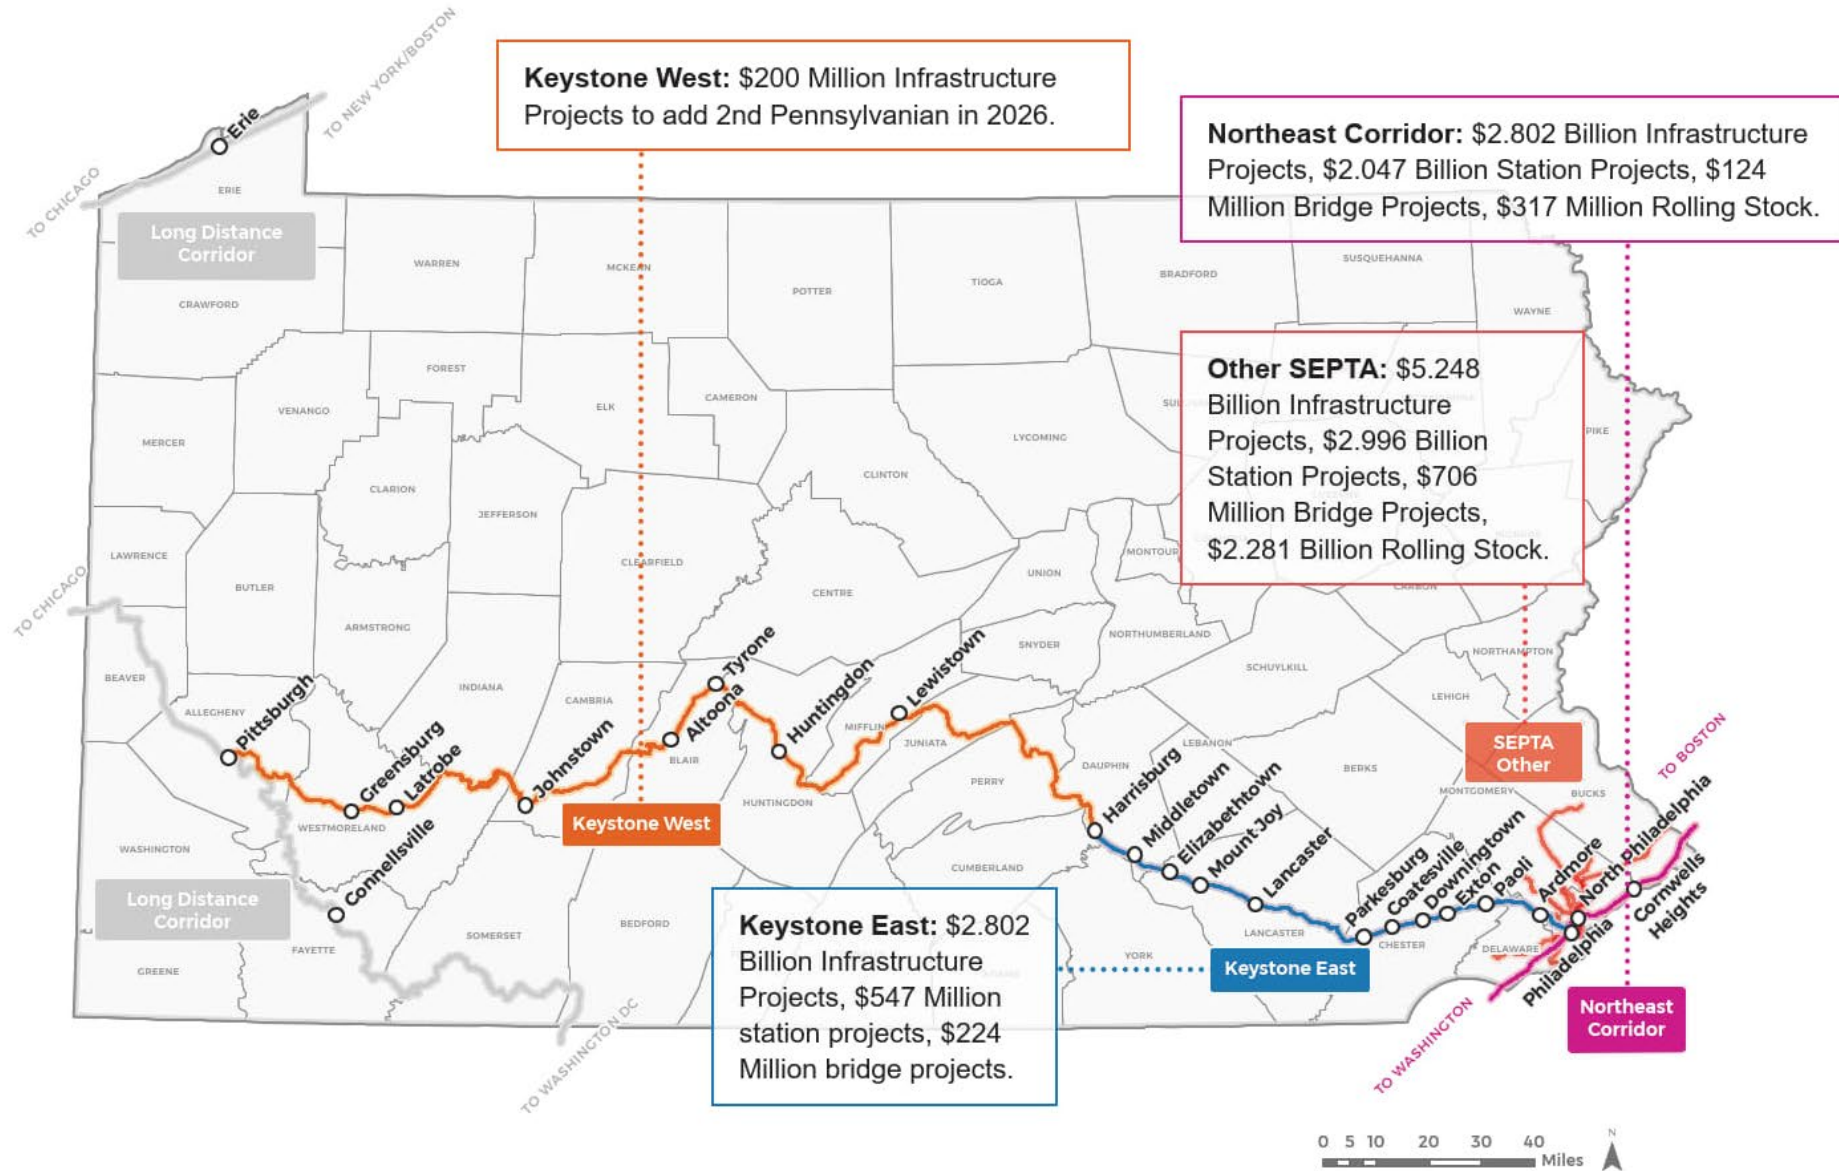 TO NEW YORK/BOSTON
Keystone West: $200 Million Infrastructure
Projects to add 2nd Pennsylvanian in 2026.
Northeast Corridor: $2.802 Billion Infrastructure
Projects, $2.047 Billion Station Projects, $124
Million Bridge Projects, $317 Million Rolling Stock.
Erie
TO CHICAGO
ERIE
Long Distance
Corridor
WARREN
MCKEAN
POTTER
TIOGA
BRADFORD
SUSQUEHANNA
WAYNE
CRAWFORD
Other SEPTA: $5.248
Billion Infrastructure
Projects, $2.996 Billion
Station Projects, $706
Million Bridge Projects,
$2.281 Billion Rolling Stock.
FOREST
VENANGO
ELK
CAMERON
MERCER
LYCOMING
PIKE
CLINTON
CLARION
JEFFERSON
LAWRENCE
CLEARFIELD
MONTOUR
UNION
BUTLER
CENTRE
CARBON
TO CHICAGO
ARMSTRONG
SNYDER
NORTHUMBERLAND
NORTHAMPTON
SCHUYLKILL
BEAVER
INDIANA
CAMBRIA
LEHIGH
ALLEGHENY
Pittsburgh
Greensburg
Latrobe
Johnstown
Altoona
Tyrone
Huntingdon
Lewistown
MIFFLIN
JUNIATA
BLAIR
PERRY
DAUPHIN
LEBANON
BERKS
SEPTA
Other
TO BOSTON
MONTGOMERY
BUCKS
HUNTINGDON
WESTMORELAND
Keystone West
WASHINGTON
Connellsville
CUMBERLAND
Harrisburg
Middletown
Elizabethtown
Mount Joy
Lancaster
Parkesburg
Coatesville
Downingtown
Exton
Paoli
Ardmore
North Philadelphia
Cornwells
Heights
Philadelphia
Long Distance
Corridor
FAYETTE
SOMERSET
BEDFORD
Keystone East: $2.802
Billion Infrastructure
Projects, $547 Million
station projects, $224
Million bridge projects.
YORK
LANCASTER
CHESTER
DELAWARE
Keystone East
GREENE
Northeast
Corridor
TO WASHINGTON DC
TO WASHINGTON
N
0 5 10 20 30 40
Miles